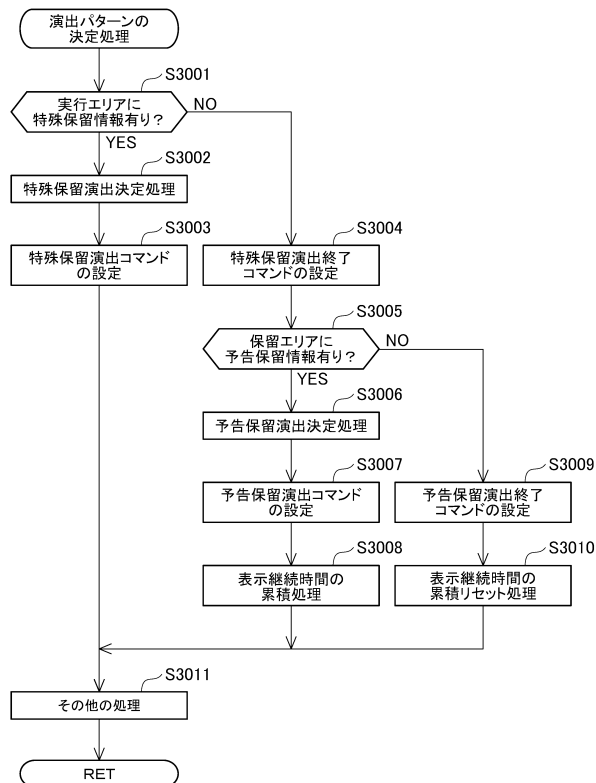 演出パターンの
決定処理
S3001
実行エリアに
特殊保留情報有り？
NO
YES
S3002
特殊保留演出決定処理
S3003
特殊保留演出コマンド
の設定
S3004
特殊保留演出終了
コマンドの設定
S3005
保留エリアに
予告保留情報有り？
NO
YES
S3006
予告保留演出決定処理
S3007
予告保留演出コマンド
の設定
S3009
予告保留演出終了
コマンドの設定
S3008
表示継続時間の
累積処理
S3010
表示継続時間の
累積リセット処理
S3011
その他の処理
RET